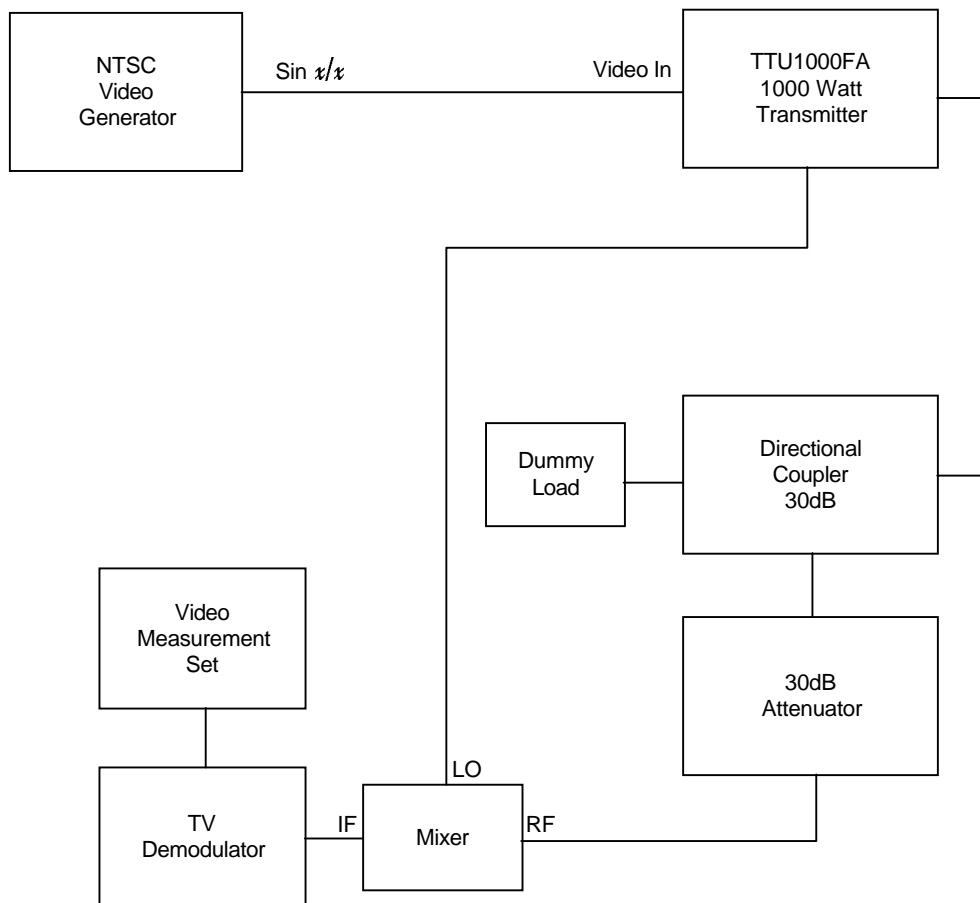 NTSC
Video
Generator
Sin x/x
Video In
TTU1000FA
1000 Watt
Transmitter
Dummy
Load
Directional
Coupler
30dB
Video
Measurement
Set
30dB
Attenuator
LO
TV
Demodulator
IF
Mixer
RF